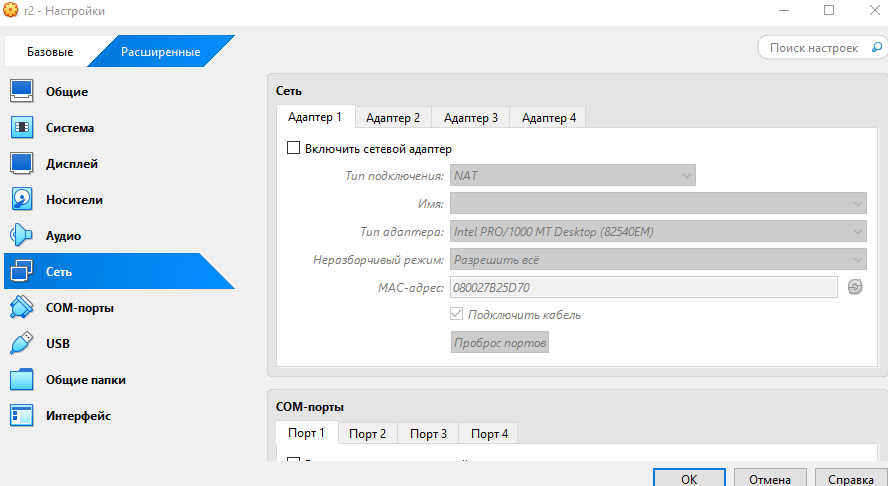 r2 - Настройки
Базовые Расширенные Поиск настроек
Общие
Система
Дисплей
Носители
Аудио
Сеть
COM-порты
USB
Общие папки
Интерфейс
Сеть
Адаптер 1 Адаптер 2 Адаптер 3 Адаптер 4
Включить сетевой адаптер
Тип подключения: NAT
Имя:
Тип адаптера: Intel PRO/1000 MT Desktop (82540EM)
Неразборчивый режим: Разрешить всё
MAC-адрес: 080027B25D70
Подключить кабель
Проброс портов
COM-порты
Порт 1 Порт 2 Порт 3 Порт 4
OK Отмена Справка